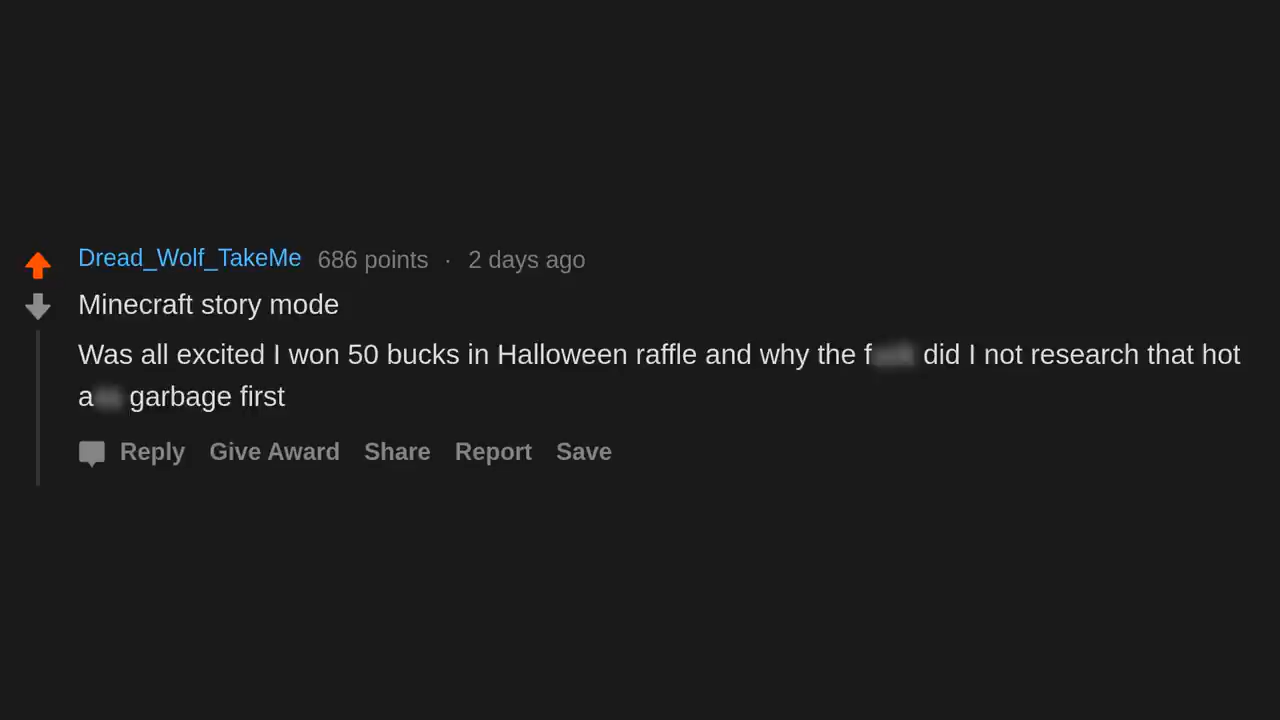 Dread_Wolf_TakeMe 686 points · 2 days ago
Minecraft story mode
Was all excited I won 50 bucks in Halloween raffle and why the f did I not research that hot
a garbage first
Reply Give Award Share Report Save